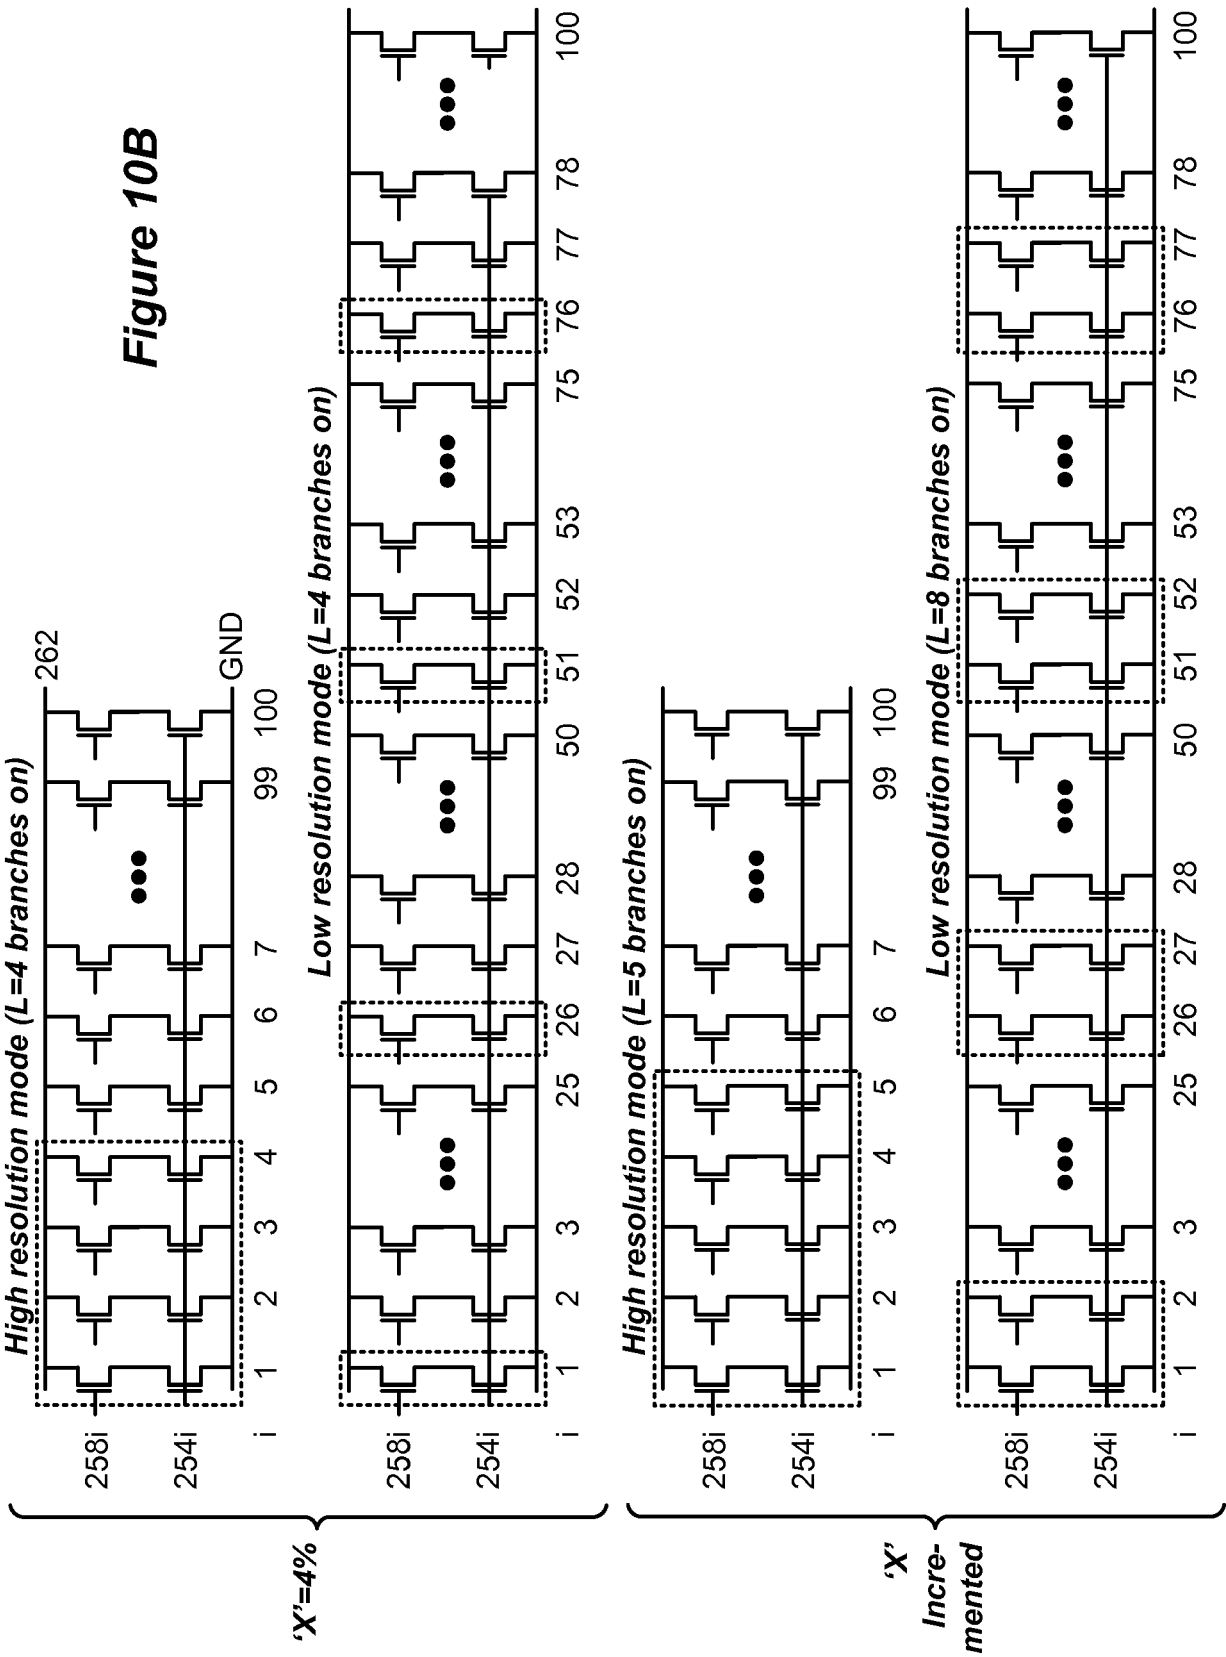 Figure 10B
'X'=4%
High resolution mode (L=4 branches on)
262
258i
254i
GND
i 1 2 3 4 5 6 7 99 100
Low resolution mode (L=4 branches on)
258i
254i
i 1 2 3 25 26 27 28 50 51 52 53 75 76 77 78 100
'X'
Incre-
mented
High resolution mode (L=5 branches on)
258i
254i
i 1 2 3 4 5 6 7 99 100
Low resolution mode (L=8 branches on)
258i
254i
i 1 2 3 25 26 27 28 50 51 52 53 75 76 77 78 100